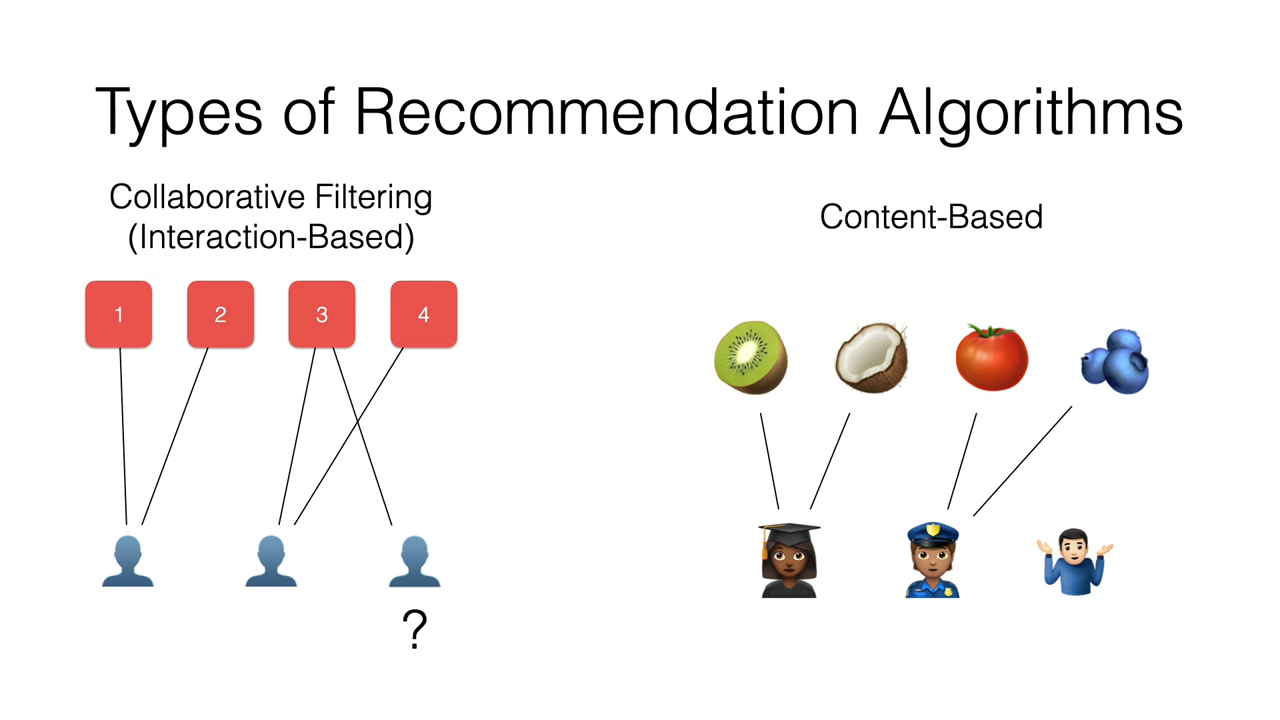 Types of Recommendation Algorithms
Collaborative Filtering
(Interaction-Based)
Content-Based
1
2
3
4
?